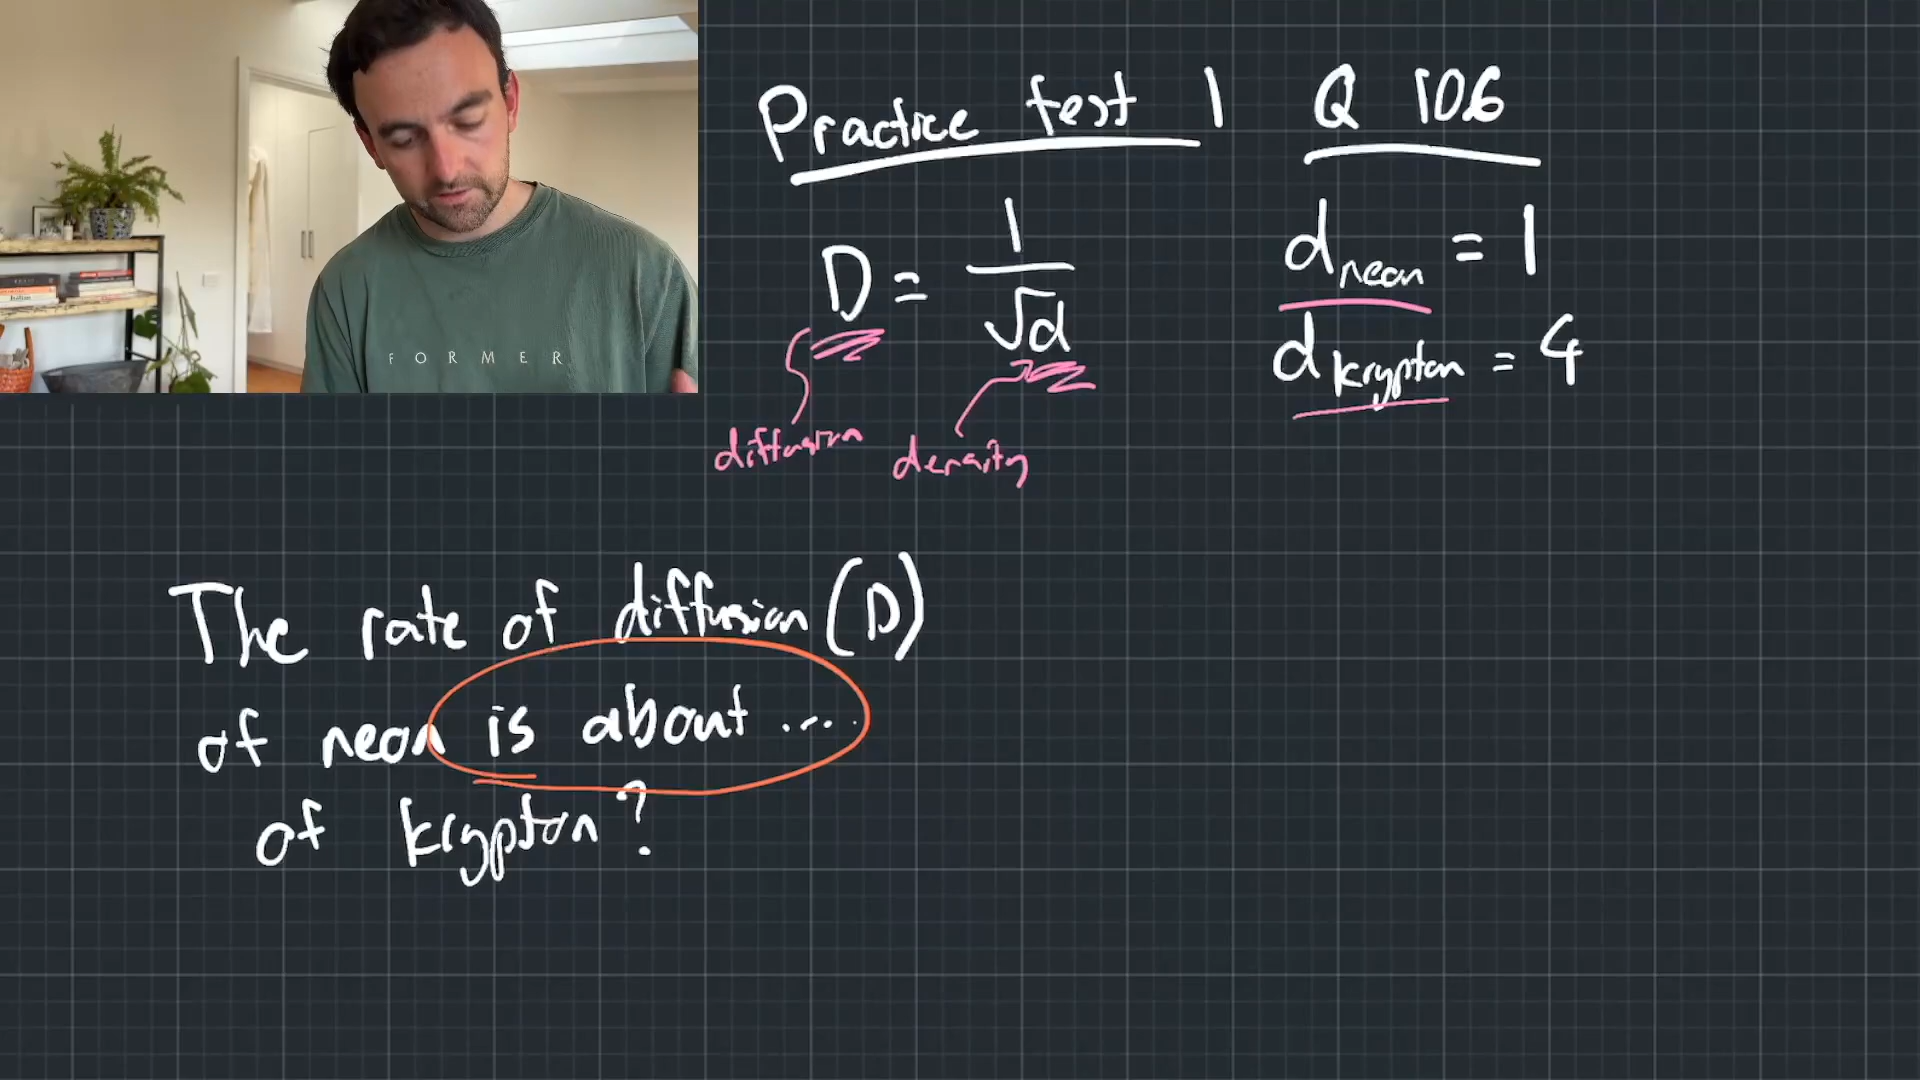 Practice test 1 Q 106
D = 1/√d
d neon = 1
d krypton = 4
diffusion density
FORMER
The rate of diffusion (D)
of neon is about ...
of krypton?